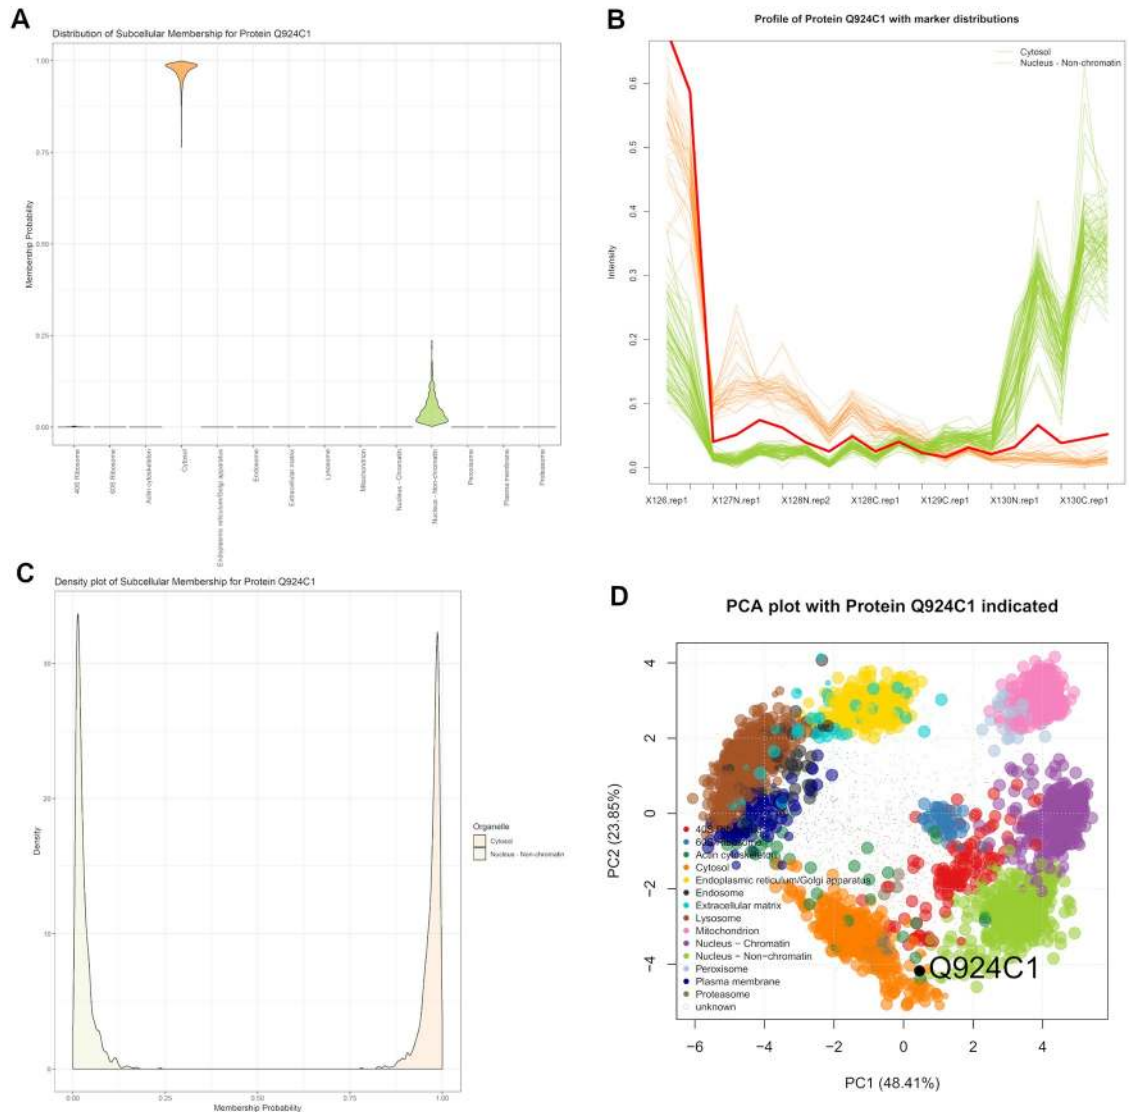 A
Distribution of Subcellular Membership for Protein Q924C1
Membership Probability
1.00
0.75
0.50
0.25
0.00
40S Ribosome
60S Ribosome
Actin cytoskeleton
Cytosol
Endoplasmic reticulum/Golgi apparatus
Endosome
Extracellular matrix
Lysosome
Mitochondrion
Nucleus - Chromatin
Nucleus - Non-chromatin
Peroxisome
Plasma membrane
Proteasome
B
Profile of Protein Q924C1 with marker distributions
Cytosol
Nucleus - Non-chromatin
Intensity
0.6
0.5
0.4
0.3
0.2
0.1
0.0
X126.rep1
X127N.rep1
X128N.rep2
X128C.rep1
X129C.rep1
X130N.rep1
X130C.rep1
C
Density plot of Subcellular Membership for Protein Q924C1
Density
30
20
10
0
0.00
0.25
0.50
0.75
1.00
Membership Probability
Organelle
Cytosol
Nucleus - Non-chromatin
D
PCA plot with Protein Q924C1 indicated
PC2 (23.85%)
4
2
0
−2
−4
40S
60S
Actin cytoskeleton
Cytosol
Endoplasmic reticulum/Golgi apparatus
Endosome
Extracellular matrix
Lysosome
Mitochondrion
Nucleus − Chromatin
Nucleus − Non−chromatin
Peroxisome
Plasma membrane
Proteasome
unknown
Q924C1
−6
−4
−2
0
2
4
PC1 (48.41%)